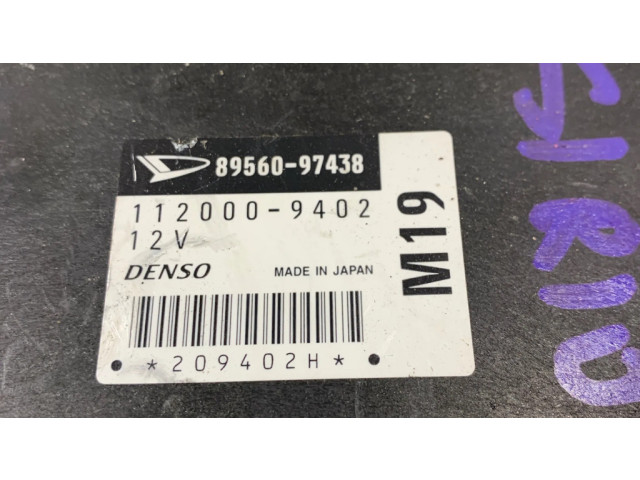 89560-97438
112000-9402
12V
DENSO MADE IN JAPAN
M19
*209402H*
SIRIO